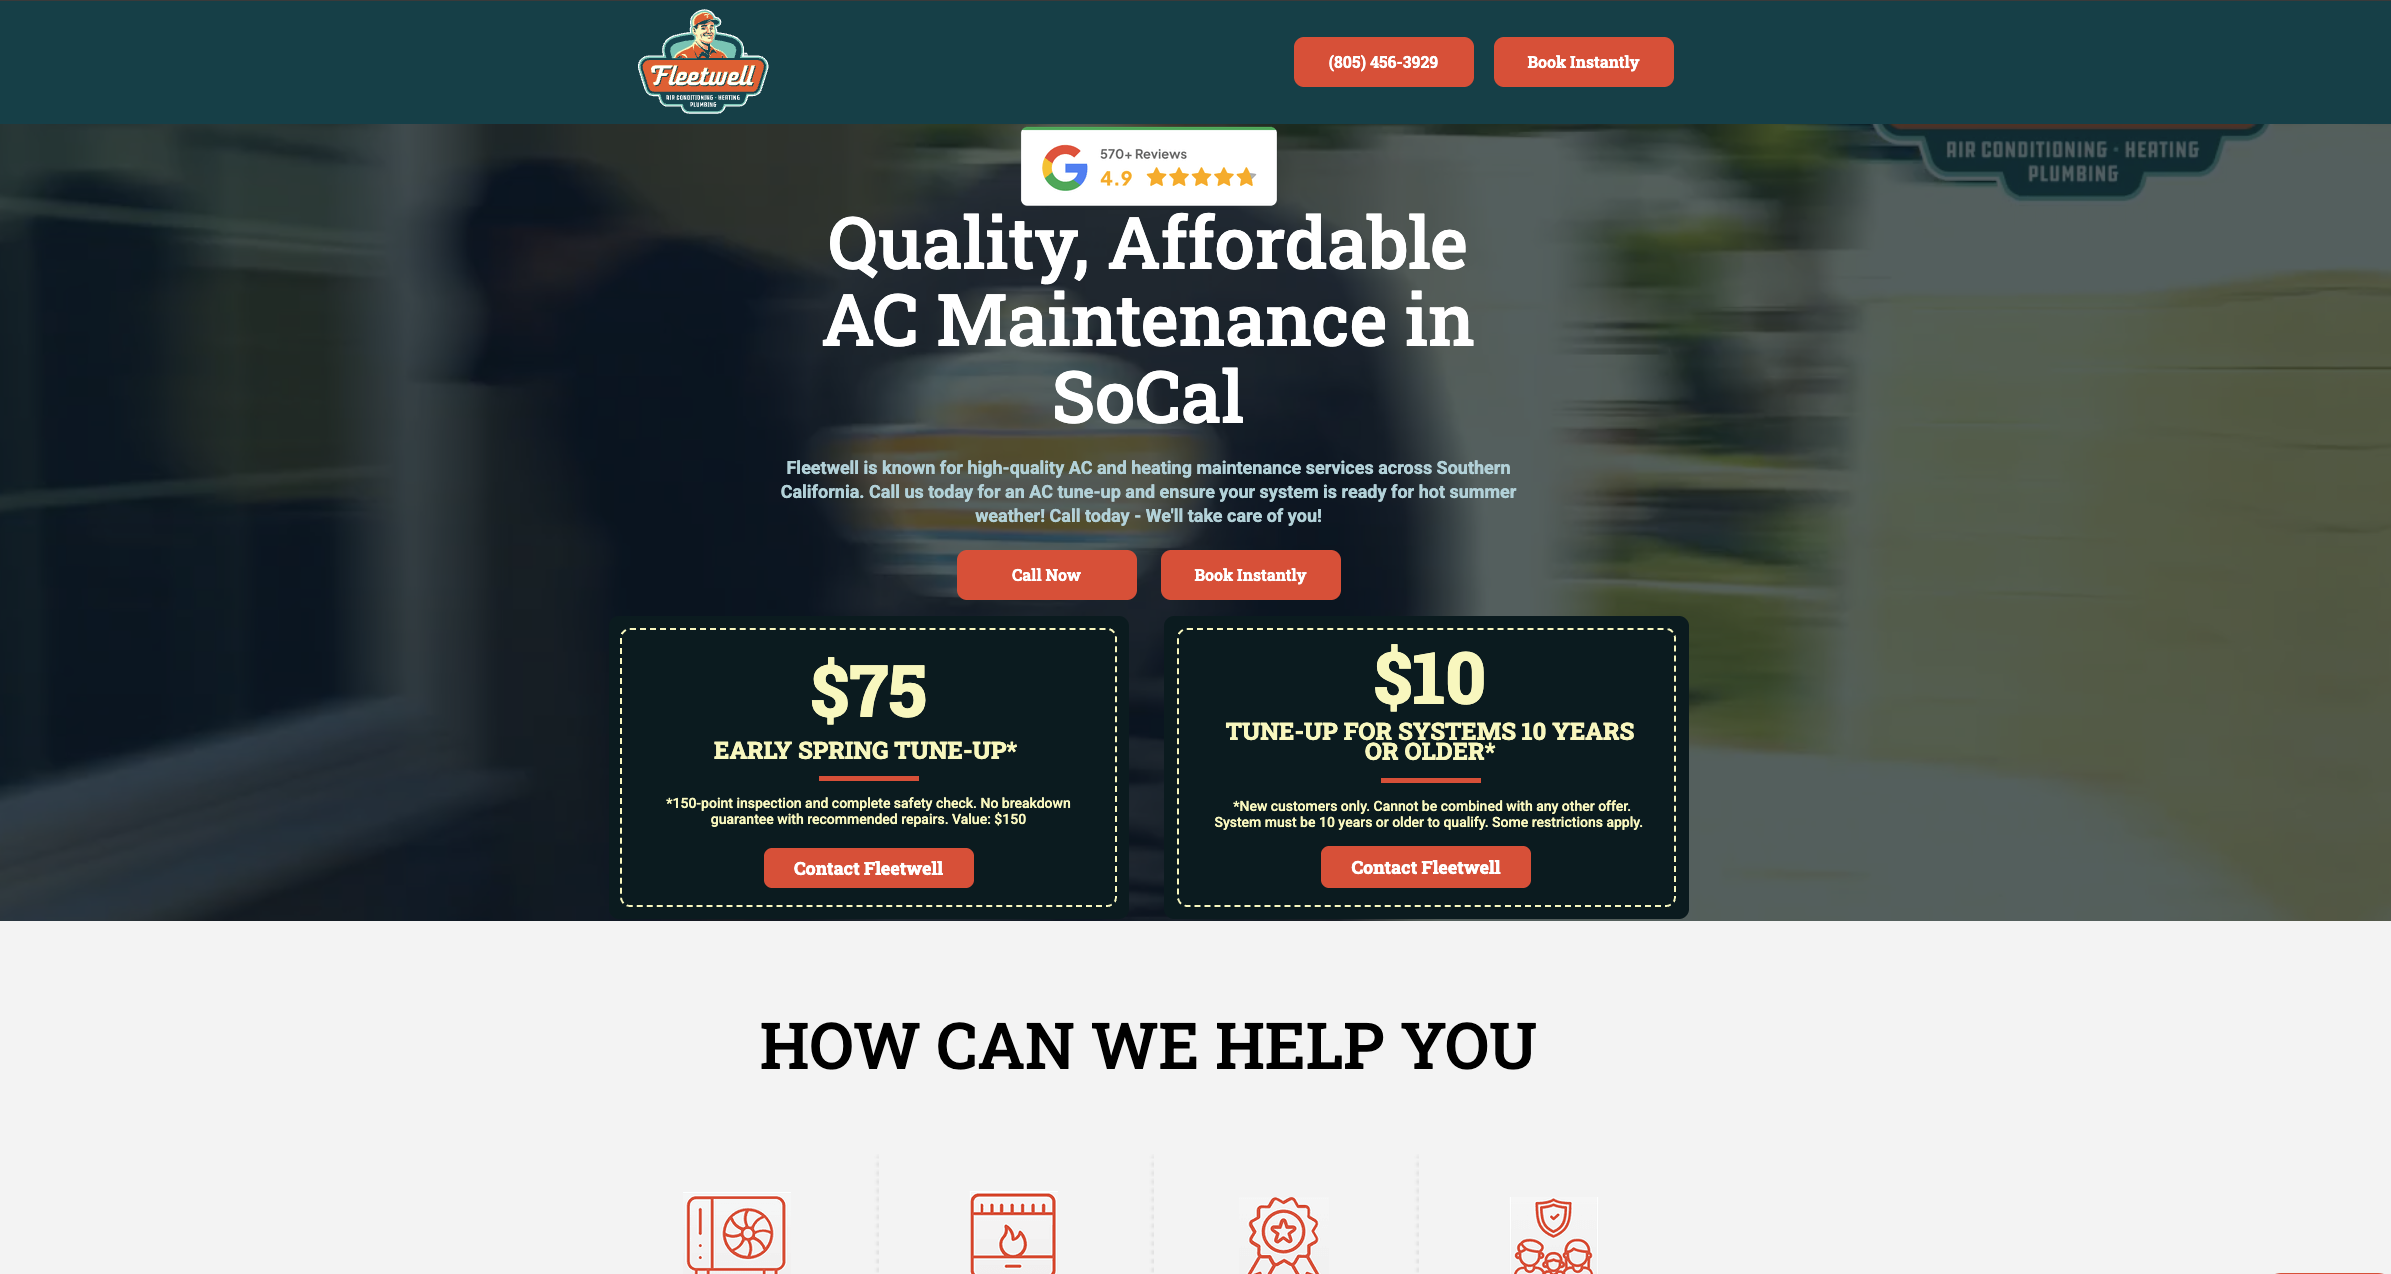 Fleetwell
AIR CONDITIONING · HEATING
PLUMBING
(805) 456-3929
Book Instantly
570+ Reviews
4.9
AIR CONDITIONING · HEATING
PLUMBING
Quality, Affordable
AC Maintenance in
SoCal
Fleetwell is known for high-quality AC and heating maintenance services across Southern
California. Call us today for an AC tune-up and ensure your system is ready for hot summer
weather! Call today - We'll take care of you!
Call Now
Book Instantly
$75
EARLY SPRING TUNE-UP*
*150-point inspection and complete safety check. No breakdown
guarantee with recommended repairs. Value: $150
Contact Fleetwell
$10
TUNE-UP FOR SYSTEMS 10 YEARS
OR OLDER*
*New customers only. Cannot be combined with any other offer.
System must be 10 years or older to qualify. Some restrictions apply.
Contact Fleetwell
HOW CAN WE HELP YOU